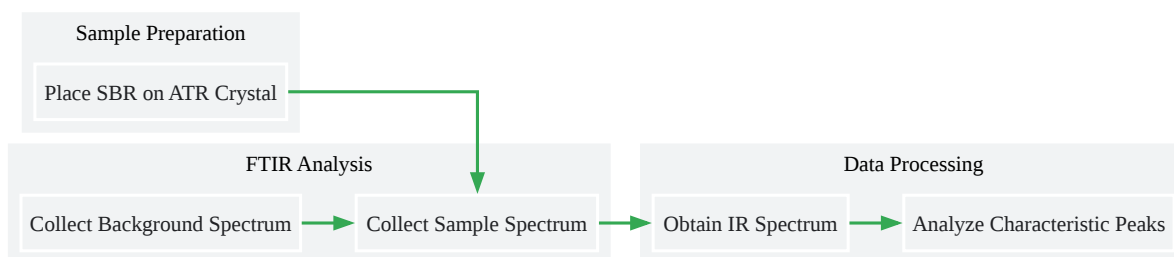 Sample Preparation
Place SBR on ATR Crystal
FTIR Analysis
Data Processing
Collect Background Spectrum
Collect Sample Spectrum
Obtain IR Spectrum
Analyze Characteristic Peaks